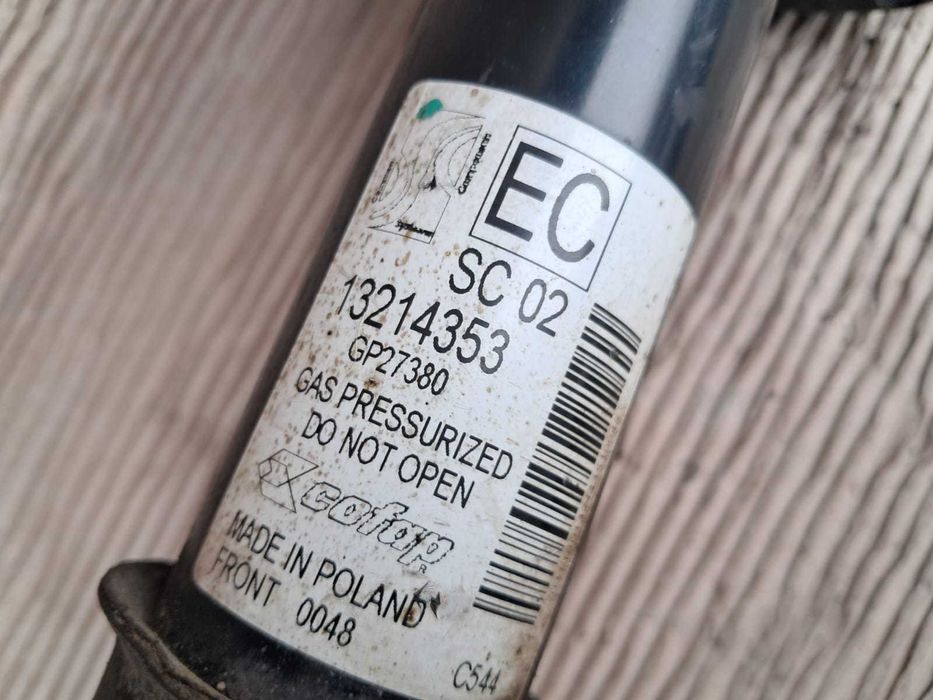 EC
SC 02
13214353
GP27380
GAS PRESSURIZED
DO NOT OPEN
cofap
MADE IN POLAND
FRONT 0048
C544